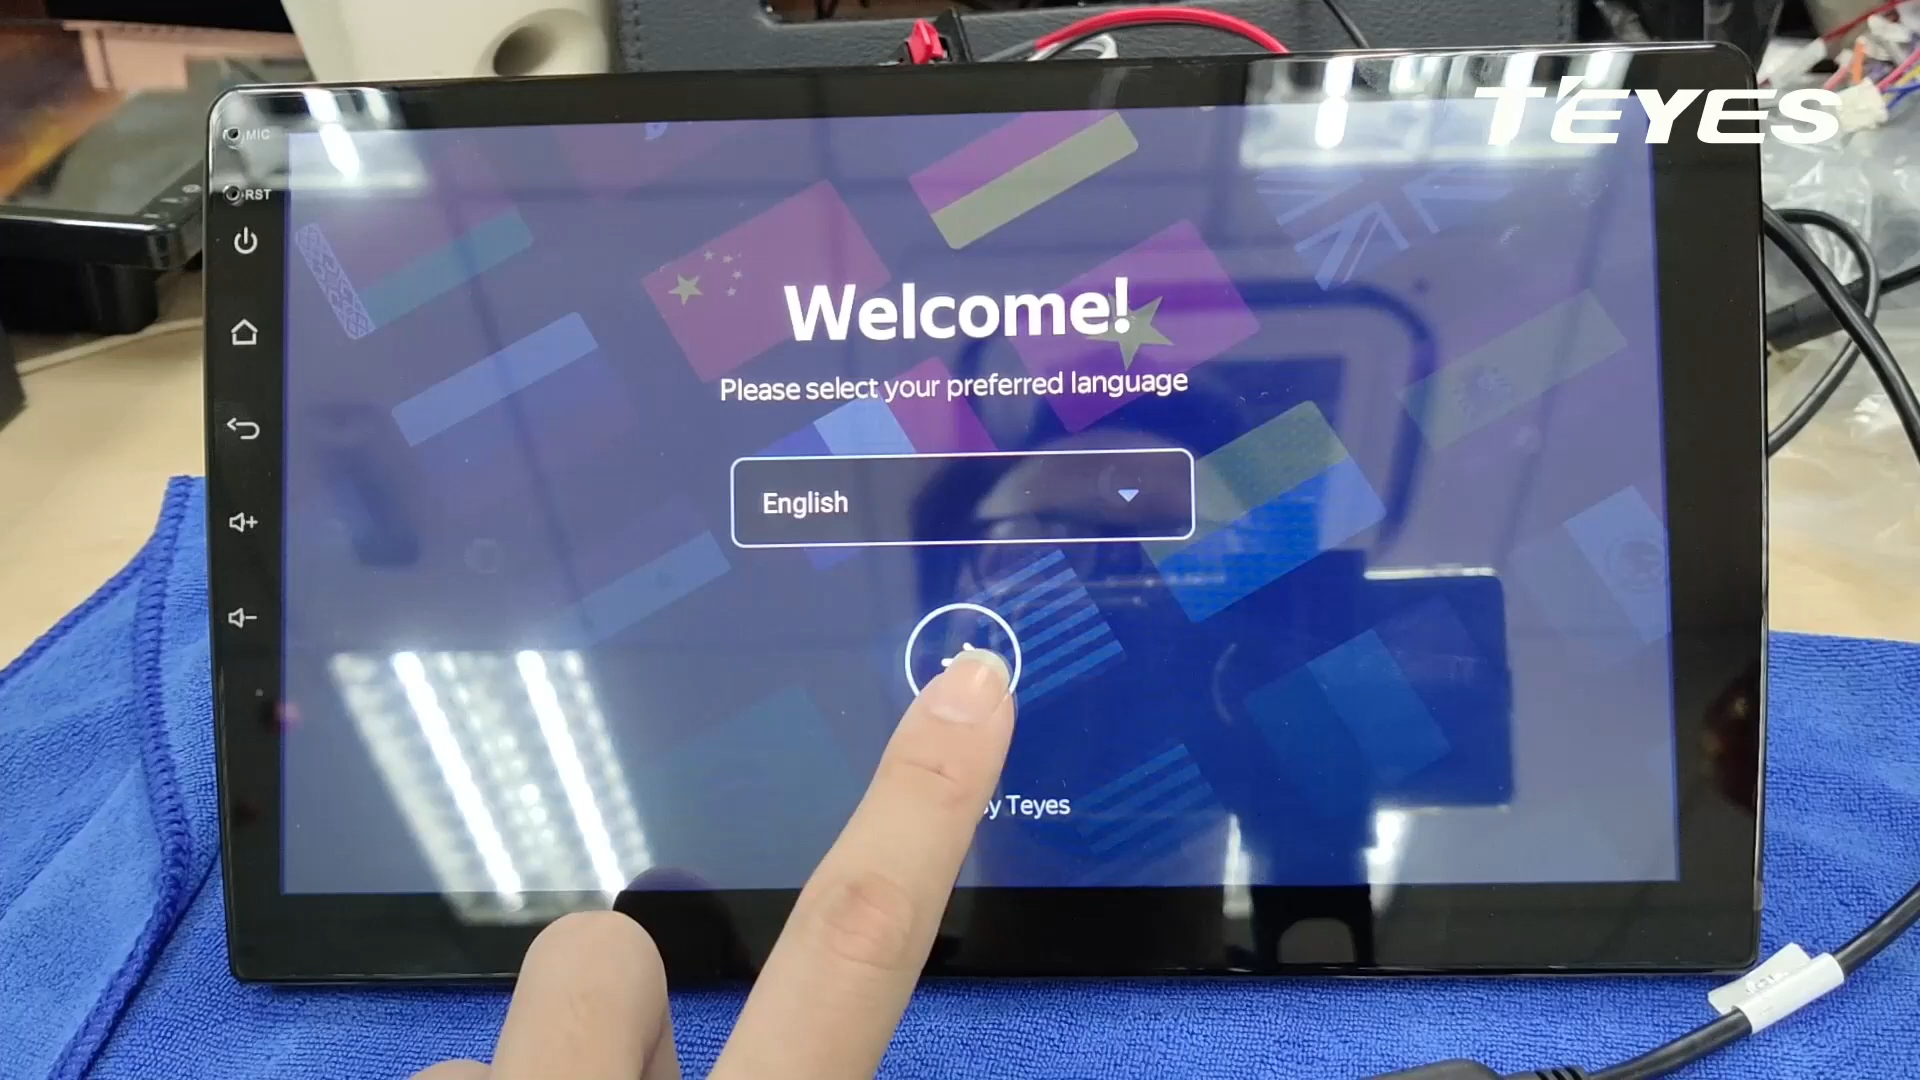 TEYES
MIC
RST
Welcome!
Please select your preferred language
English
Teyes